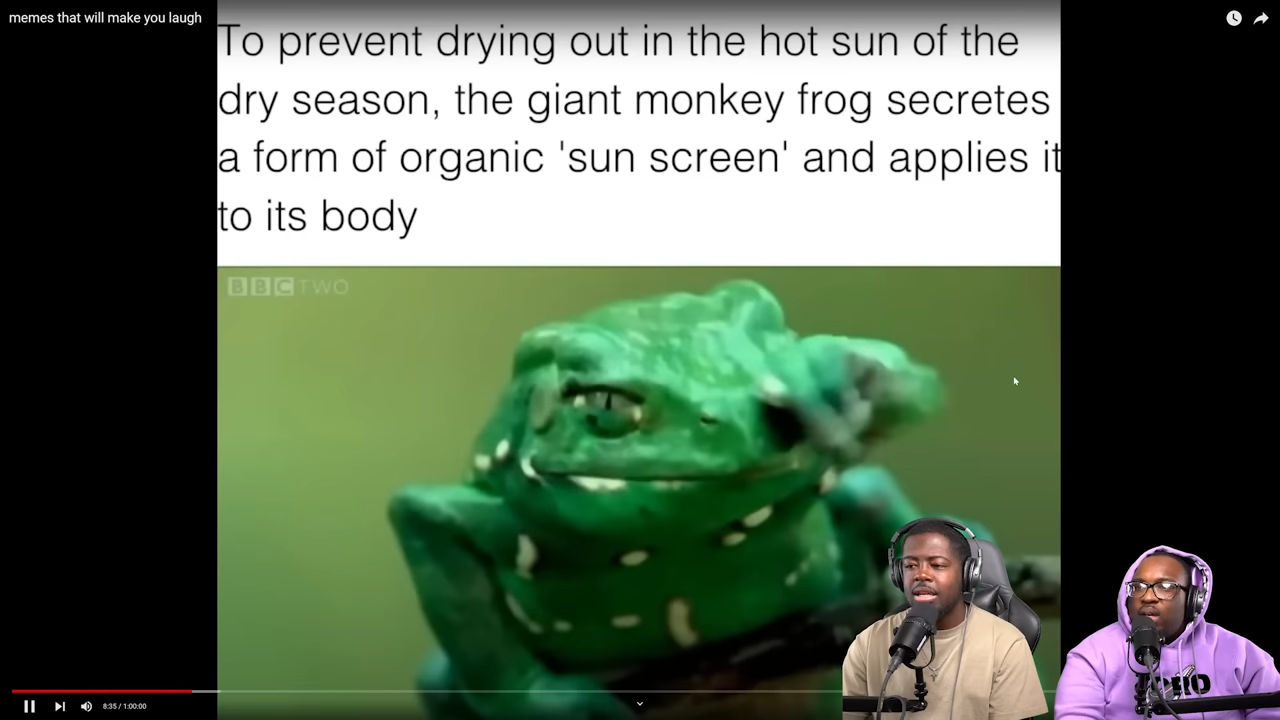 memes that will make you laugh
To prevent drying out in the hot sun of the
dry season, the giant monkey frog secretes
a form of organic 'sun screen' and applies it
to its body
BBC TWO
8:35 / 1:00:00